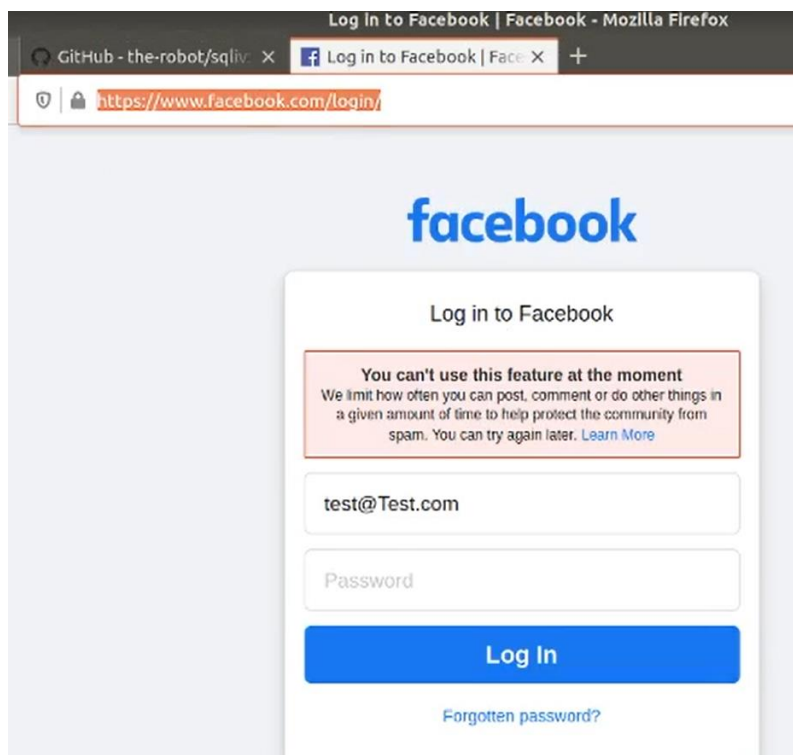 Log in to Facebook | Facebook - Mozilla Firefox
GitHub - the-robot/sqliv:
Log in to Facebook | Face
https://www.facebook.com/login/
facebook
Log in to Facebook
You can't use this feature at the moment
We limit how often you can post, comment or do other things in
a given amount of time to help protect the community from
spam. You can try again later. Learn More
test@Test.com
Password
Log In
Forgotten password?